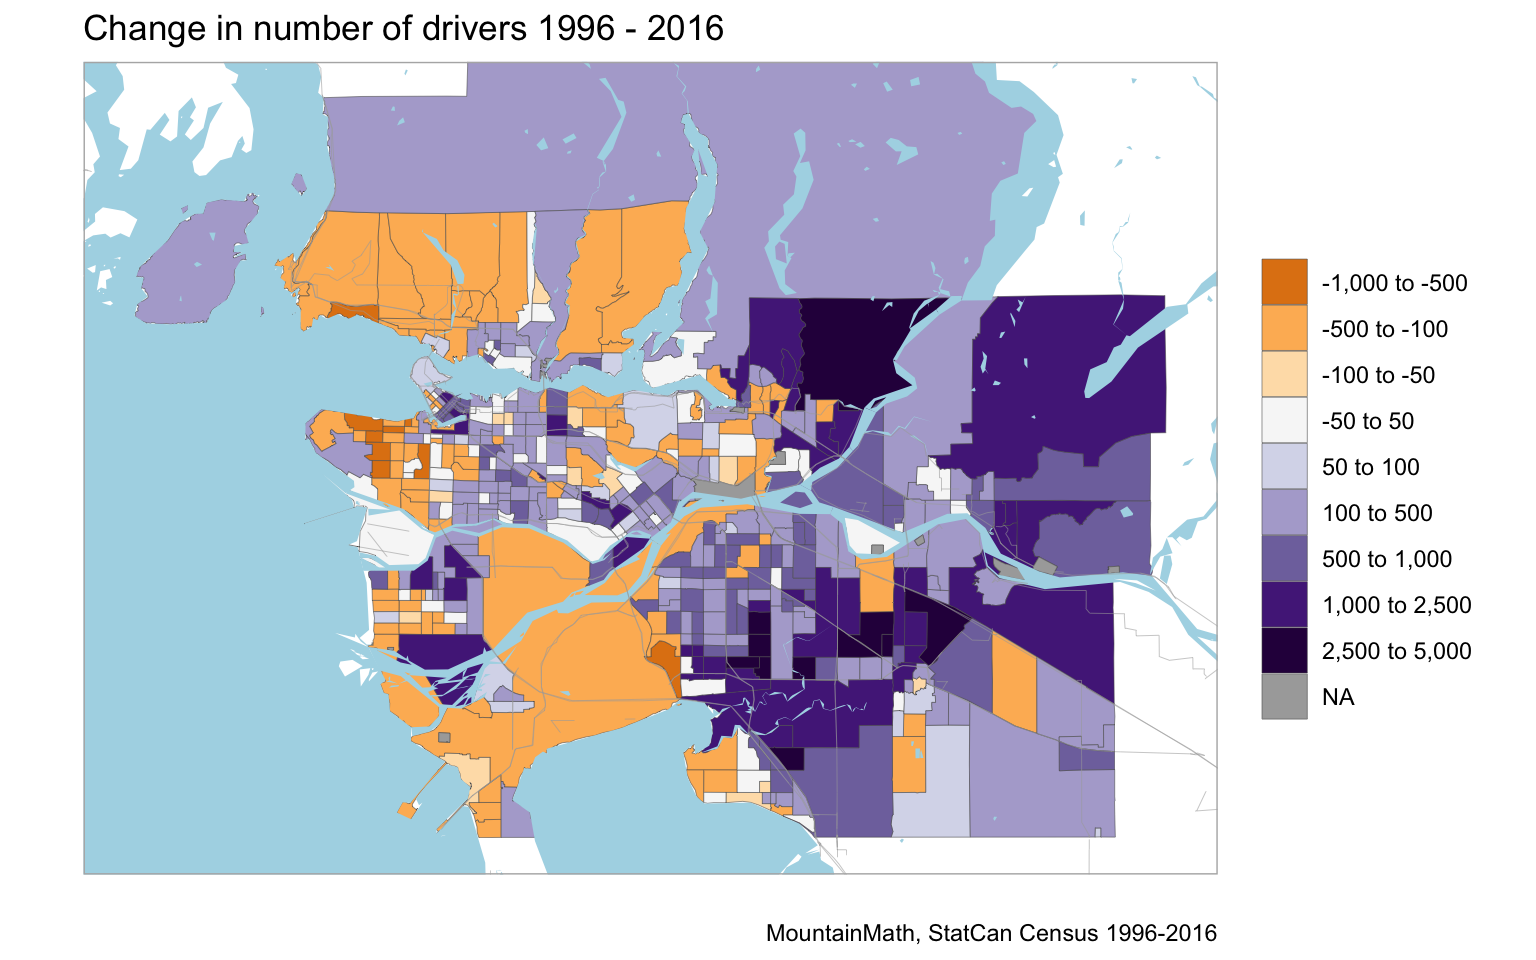 Change in number of drivers 1996 - 2016
-1,000 to -500
-500 to -100
-100 to -50
-50 to 50
50 to 100
100 to 500
500 to 1,000
1,000 to 2,500
2,500 to 5,000
NA
MountainMath, StatCan Census 1996-2016